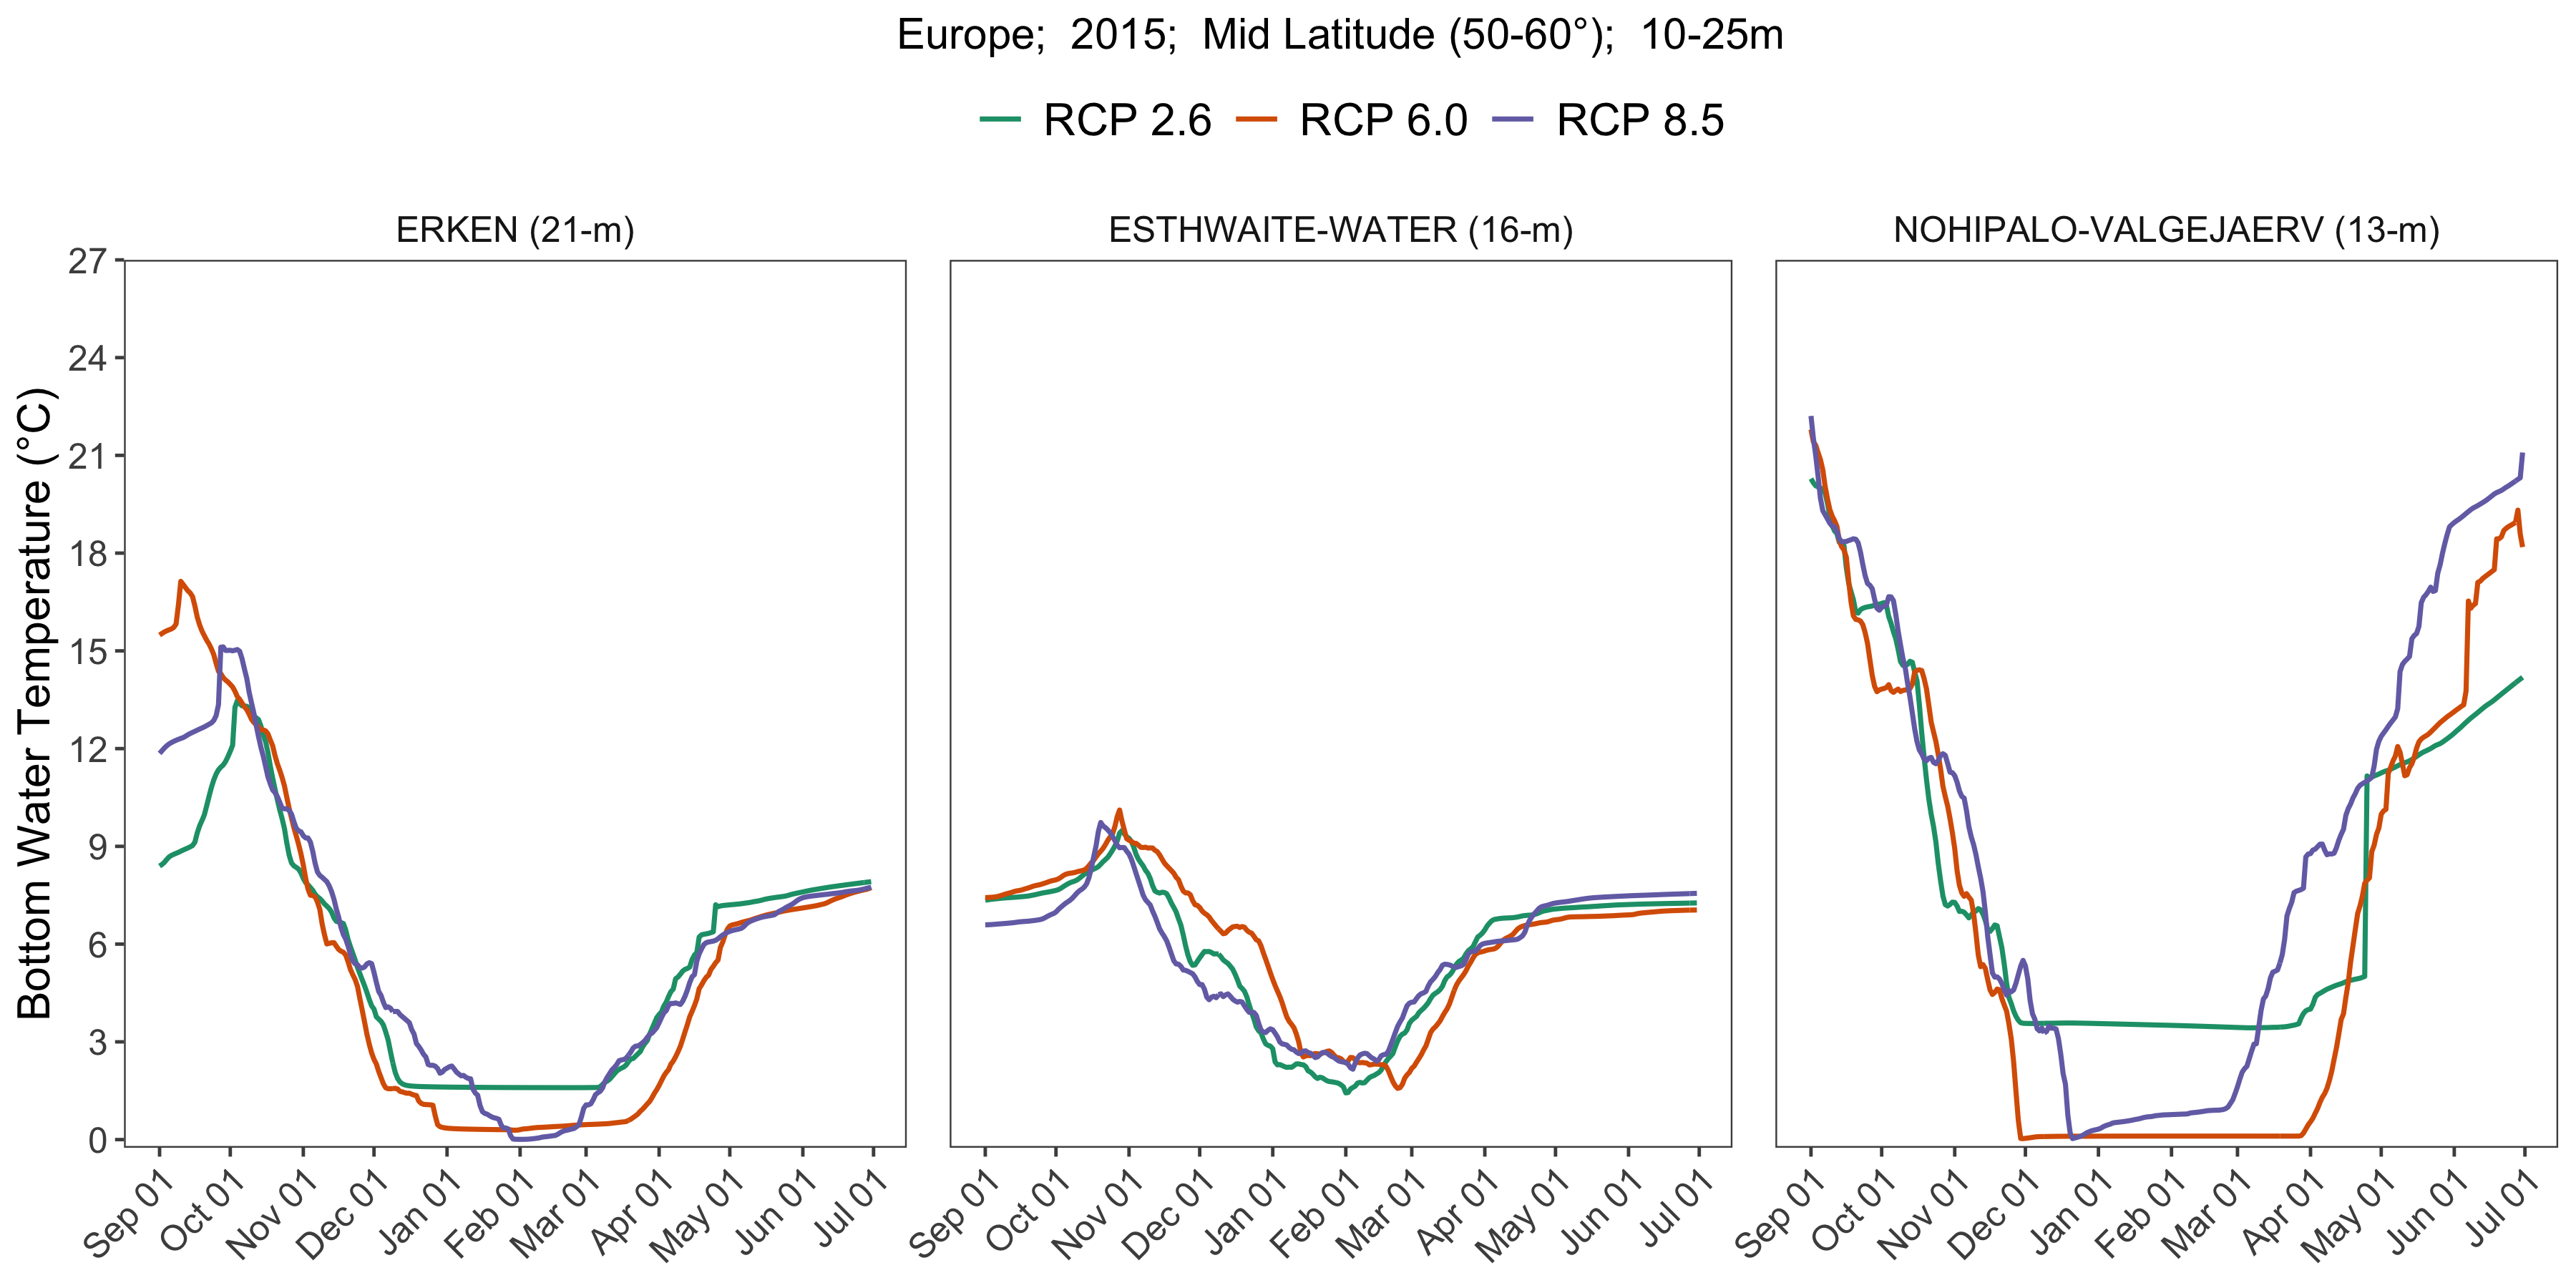 Europe;  2015;  Mid Latitude (50-60°);  10-25m
RCP 2.6 RCP 6.0 RCP 8.5
ERKEN (21-m) ESTHWAITE-WATER (16-m) NOHIPALO-VALGEJAERV (13-m)
Bottom Water Temperature (°C)
27
24
21
18
15
12
9
6
3
0
Sep 01 Oct 01 Nov 01 Dec 01 Jan 01 Feb 01 Mar 01 Apr 01 May 01 Jun 01 Jul 01
Sep 01 Oct 01 Nov 01 Dec 01 Jan 01 Feb 01 Mar 01 Apr 01 May 01 Jun 01 Jul 01
Sep 01 Oct 01 Nov 01 Dec 01 Jan 01 Feb 01 Mar 01 Apr 01 May 01 Jun 01 Jul 01